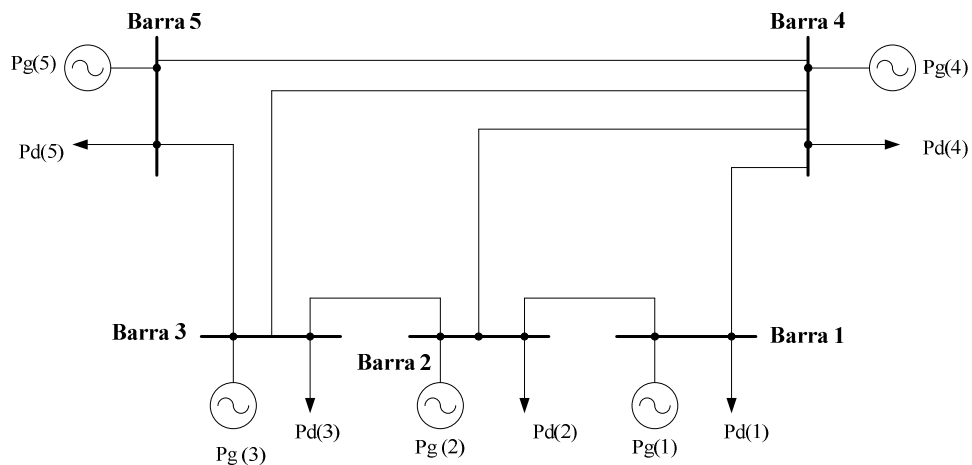 Barra 5
Barra 4
Pg(5)
Pg(4)
Pd(5)
Pd(4)
Barra 3
Barra 2
Barra 1
Pg (3)
Pd(3)
Pg (2)
Pd(2)
Pg(1)
Pd(1)